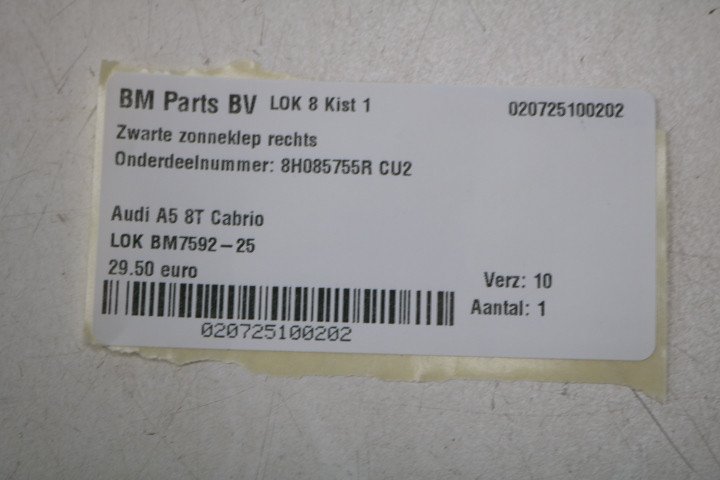 BM Parts BV LOK 8 Kist 1 020725100202
Zwarte zonneklep rechts
Onderdeelnummer: 8H085755R CU2
Audi A5 8T Cabrio
LOK BM7592-25
29.50 euro
Verz: 10
Aantal: 1
020725100202